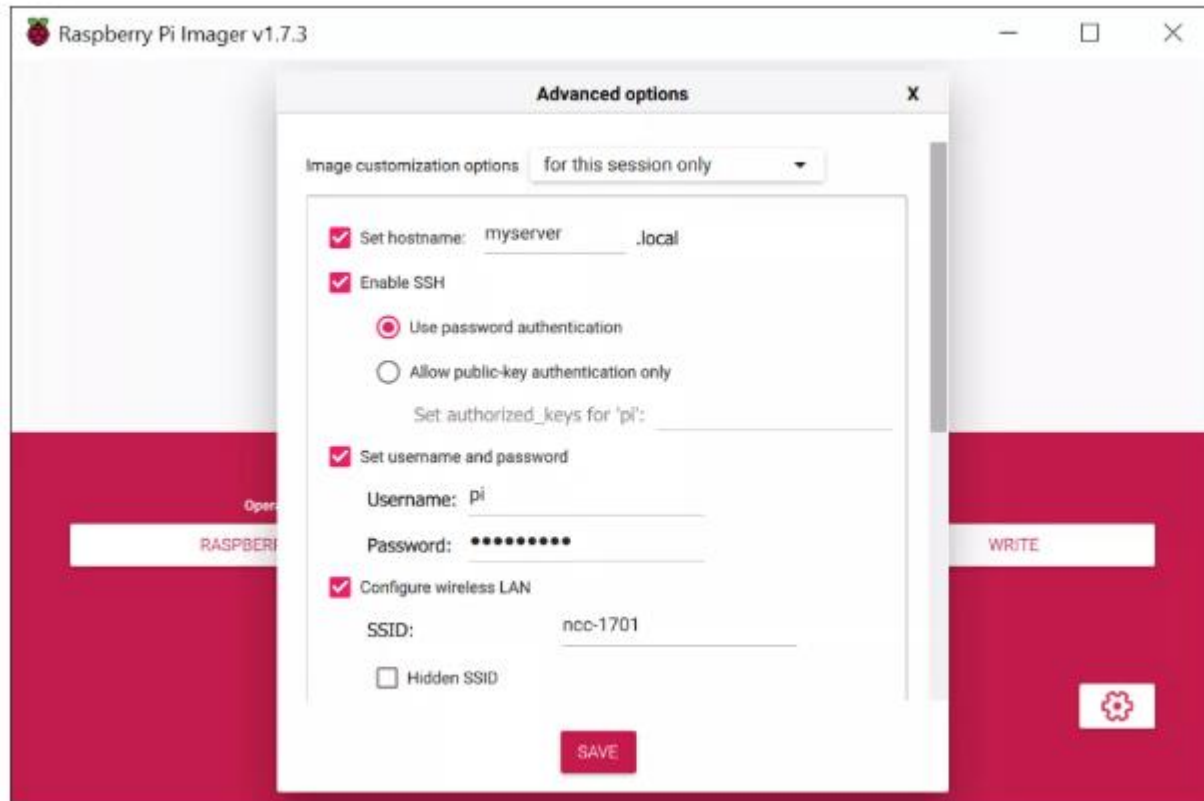 Raspberry Pi Imager v1.7.3
Advanced options X
Image customization options for this session only
Set hostname: myserver .local
Enable SSH
Use password authentication
Allow public-key authentication only
Set authorized_keys for 'pi':
Set username and password
Username: pi
Opera
RASPBERR
Password: •••••••••
WRITE
Configure wireless LAN
SSID: ncc-1701
Hidden SSID
SAVE